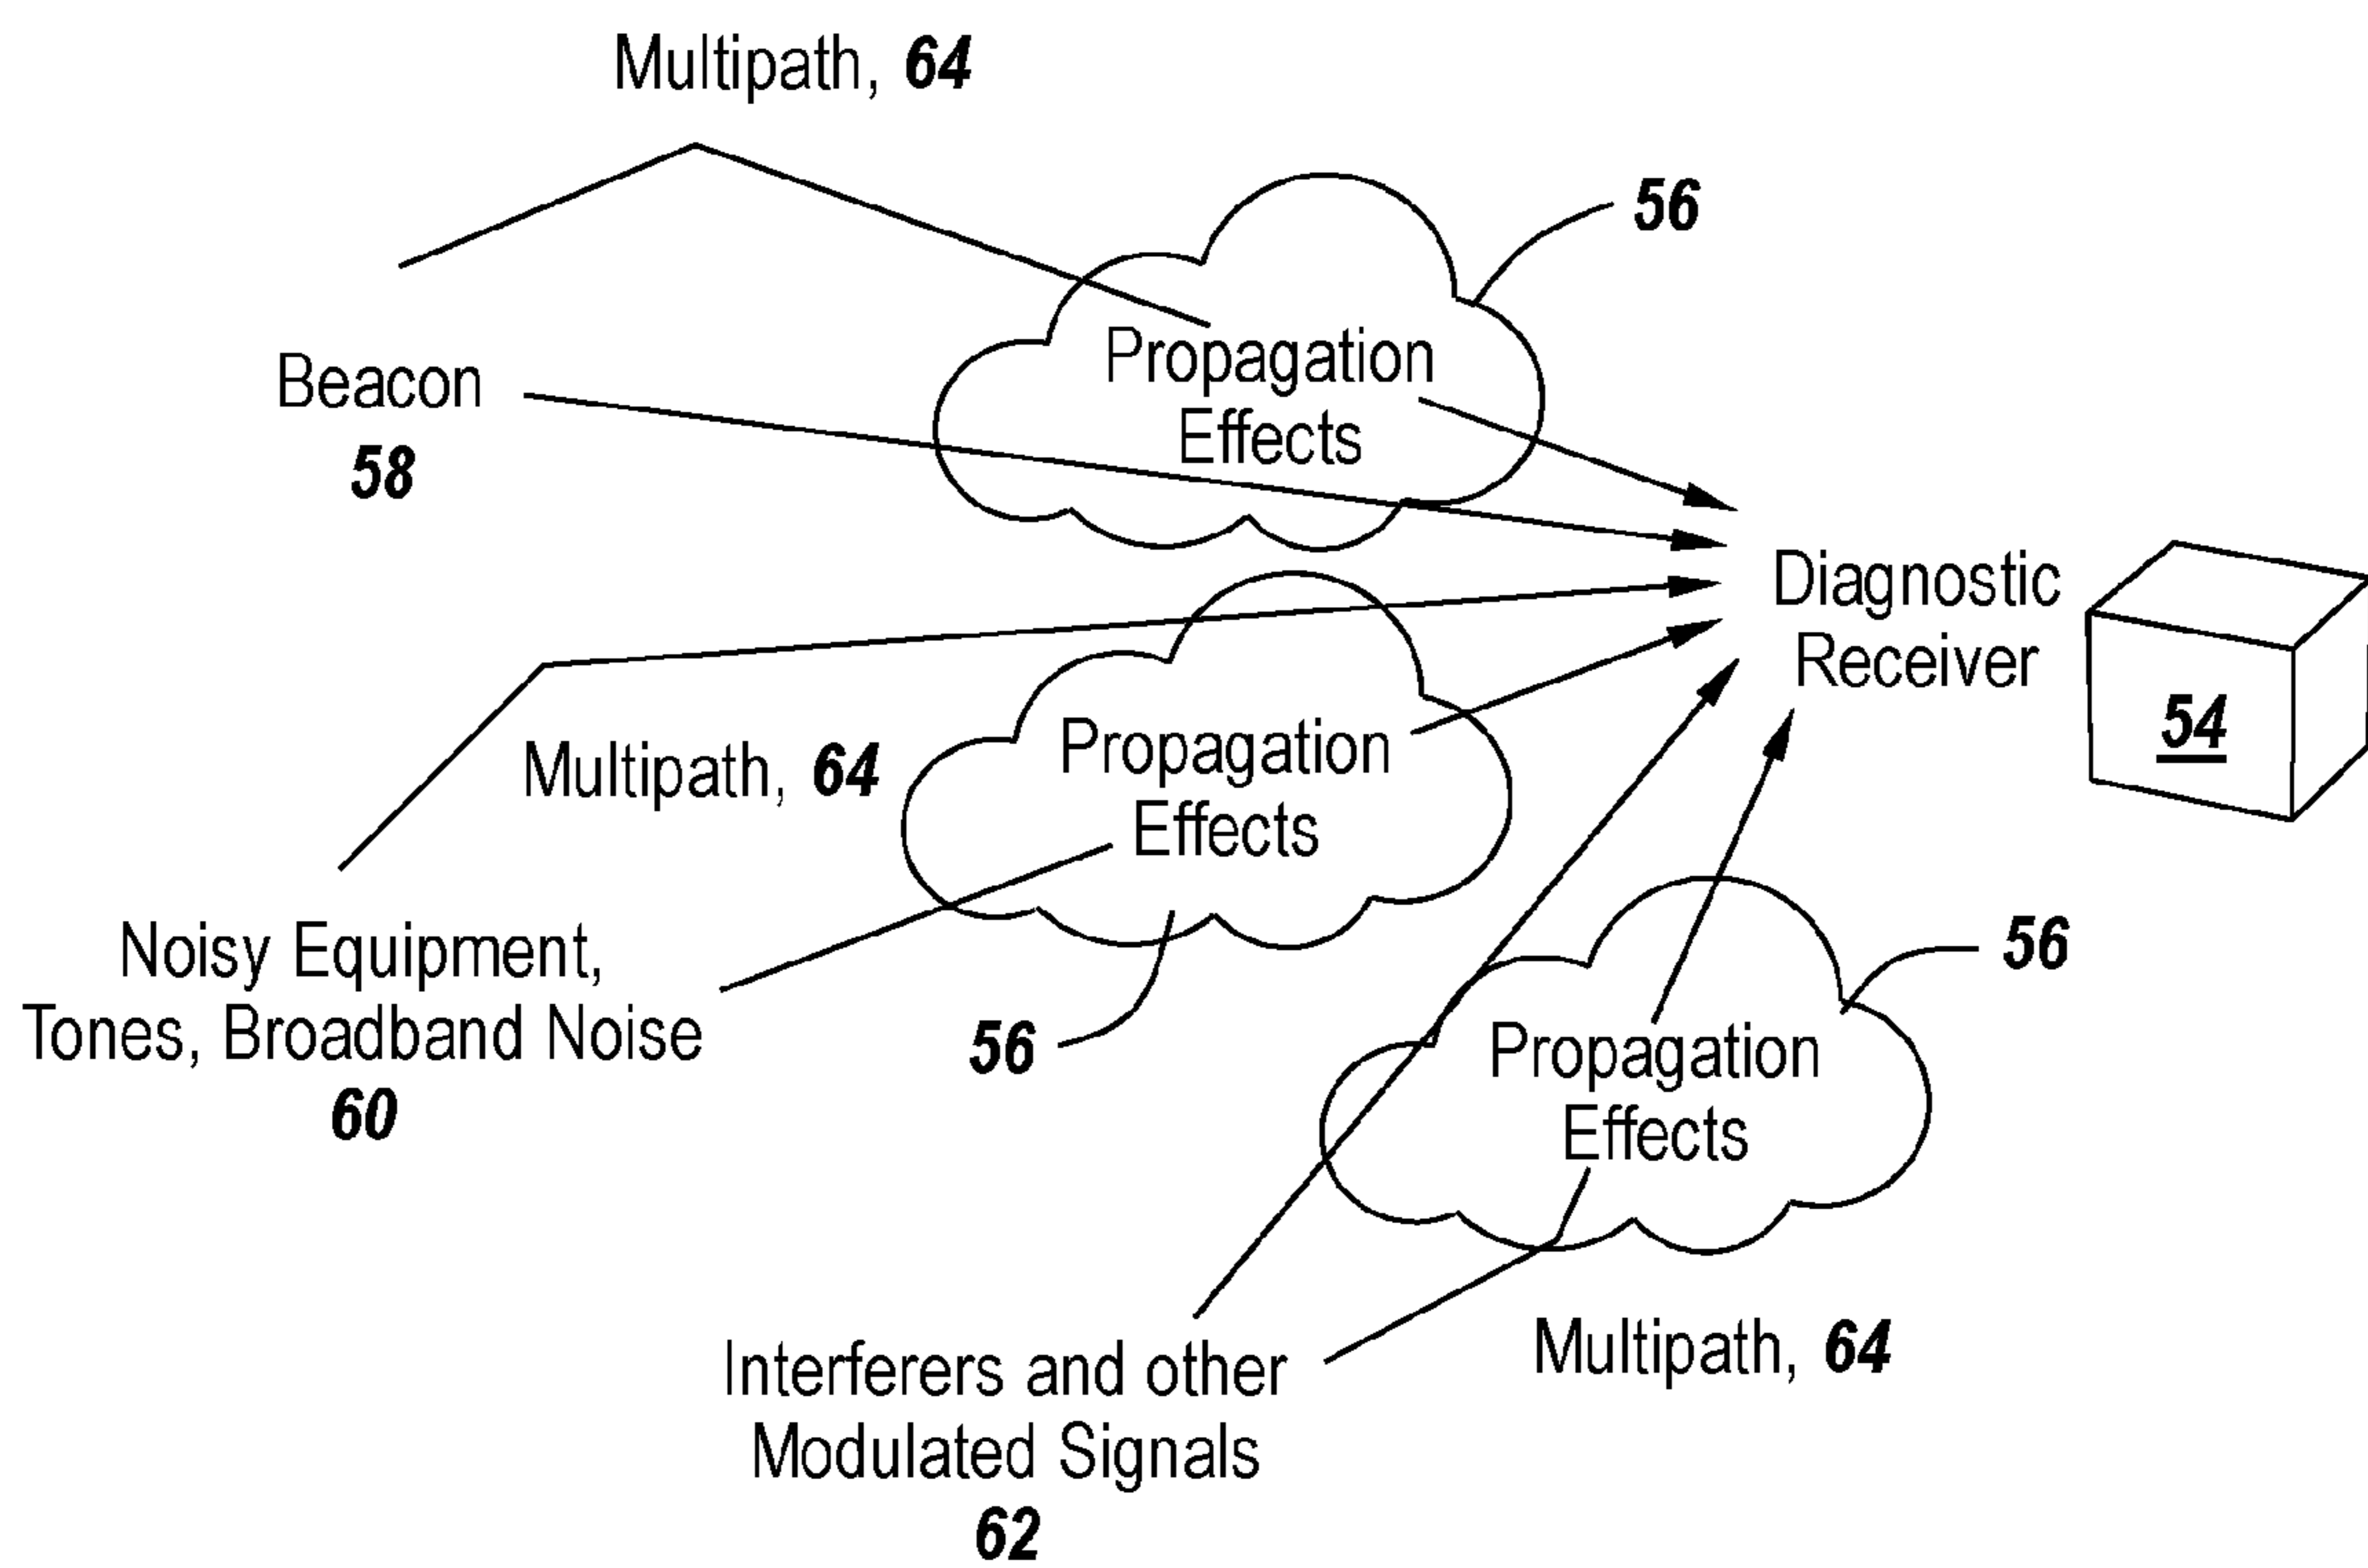 Multipath, 64
56
Propagation
Effects
Beacon
58
Diagnostic
Receiver
54
Multipath, 64
Propagation
Effects
56
Noisy Equipment,
Tones, Broadband Noise
60
56
Propagation
Effects
Multipath, 64
Interferers and other
Modulated Signals
62